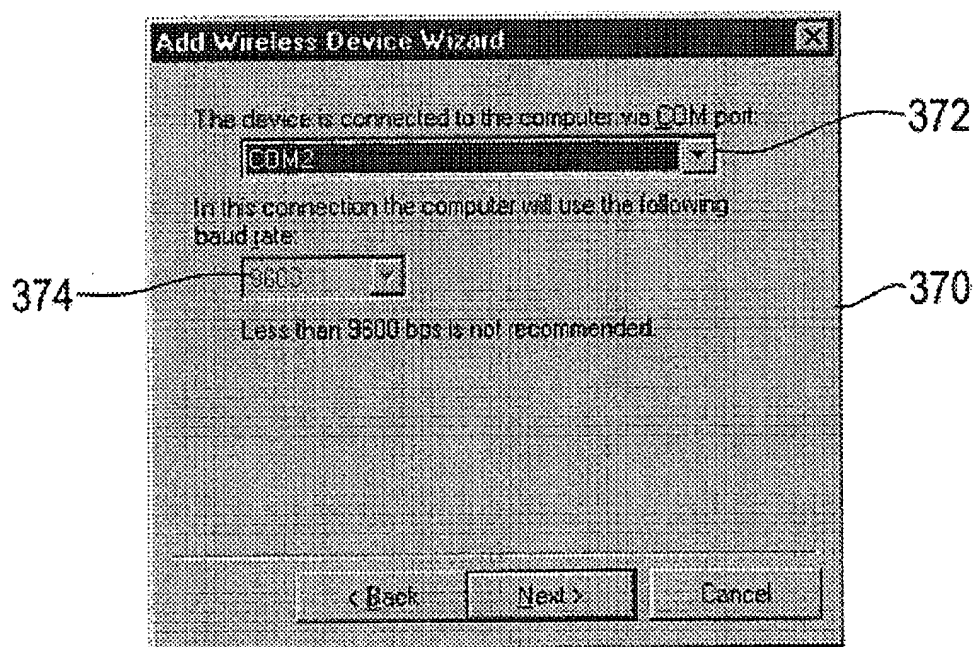 Add Wireless Device Wizard
The device is connected to the computer via COM port:
372
COM2
In this connection the computer will use the following
baud rate:
374
9600
370
Less than 9600 bps is not recommended.
< Back
Next >
Cancel